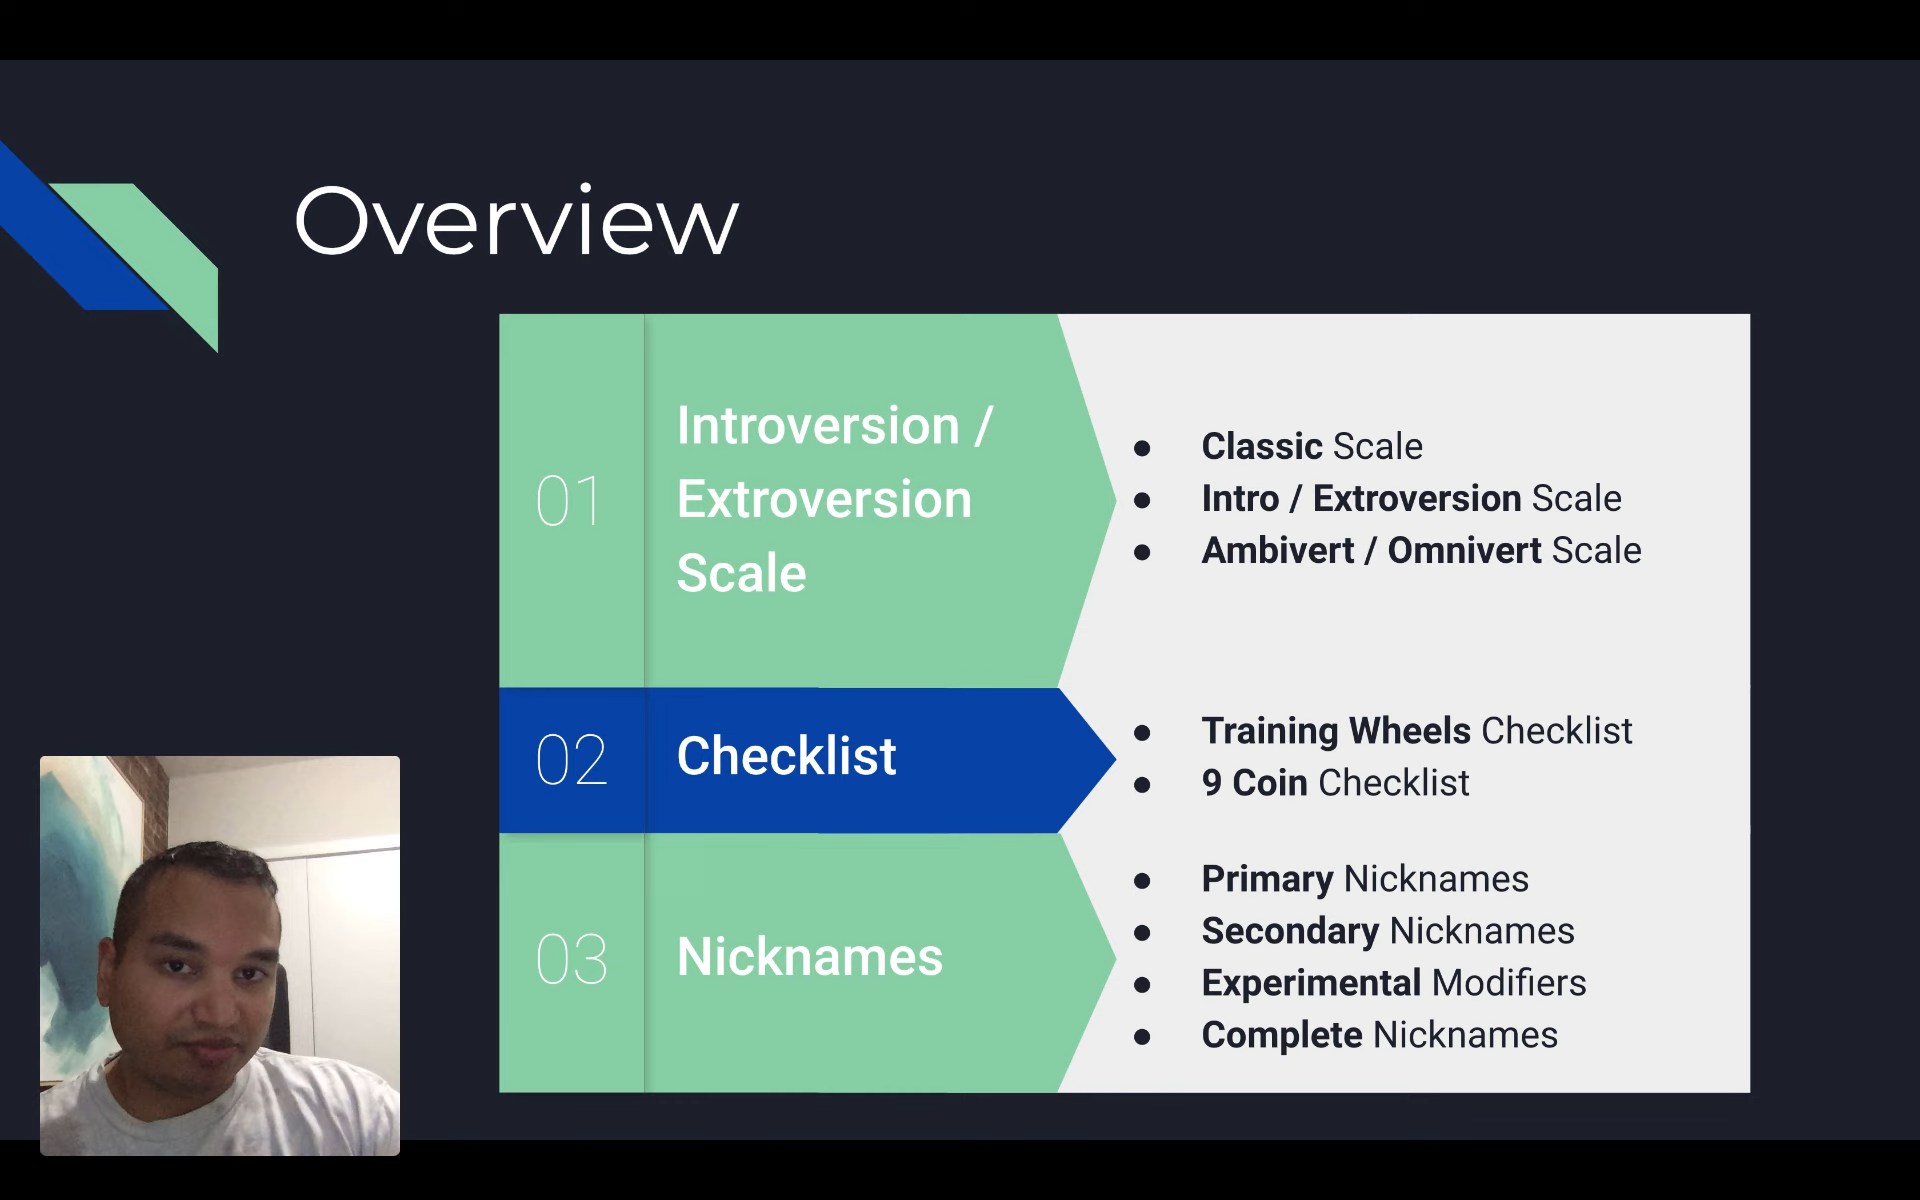 Overview
01
Introversion /
Extroversion
Scale
● Classic Scale
● Intro / Extroversion Scale
● Ambivert / Omnivert Scale
02
Checklist
● Training Wheels Checklist
● 9 Coin Checklist
03
Nicknames
● Primary Nicknames
● Secondary Nicknames
● Experimental Modifiers
● Complete Nicknames